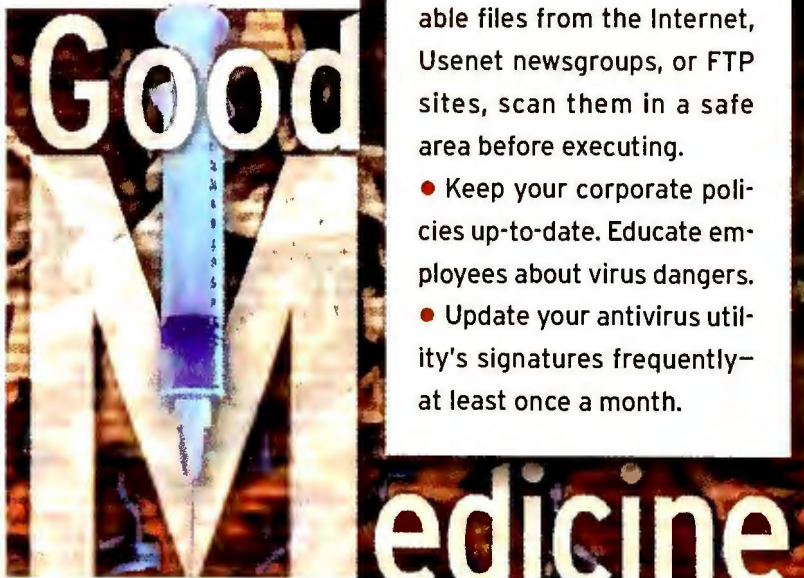 Good
Medicine
able files from the Internet,
Usenet newsgroups, or FTP
sites, scan them in a safe
area before executing.
● Keep your corporate poli-
cies up-to-date. Educate em-
ployees about virus dangers.
● Update your antivirus util-
ity's signatures frequently—
at least once a month.